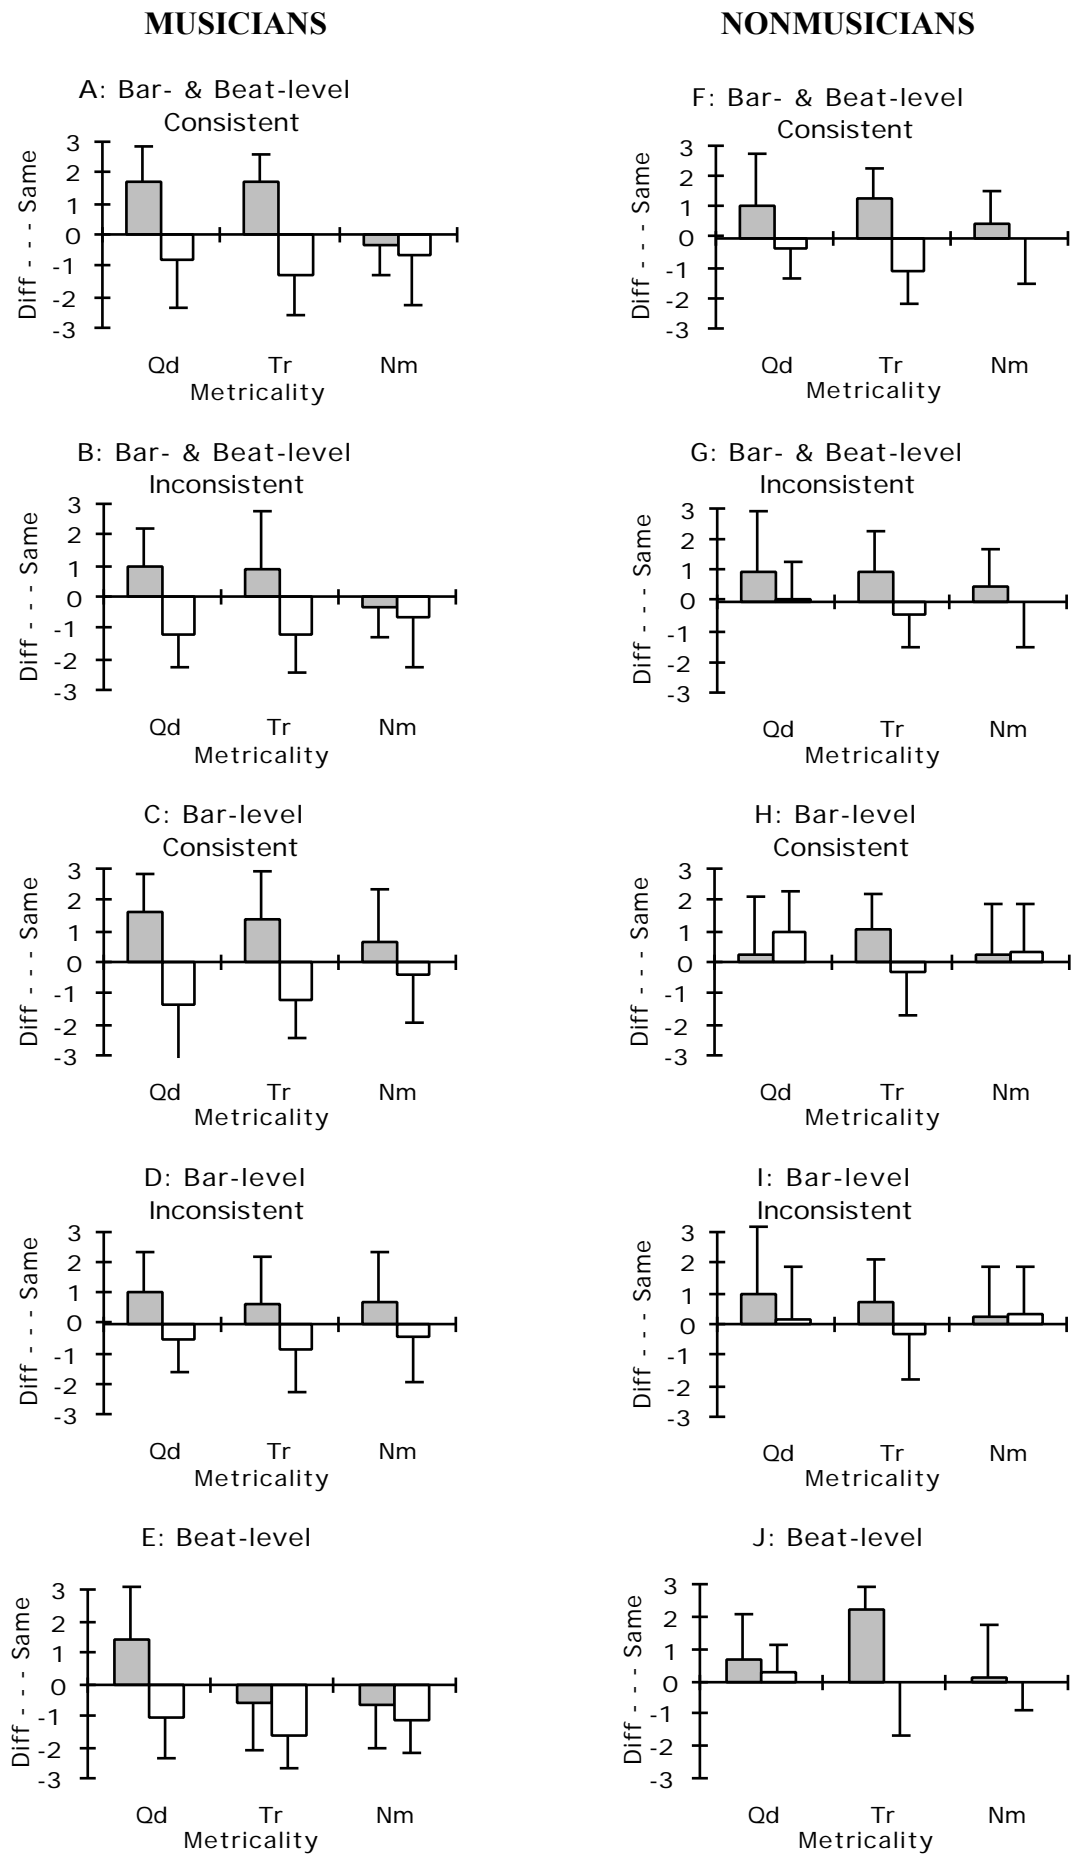 MUSICIANS
NONMUSICIANS
A: Bar- & Beat-level
Consistent
Diff - - - Same
3
2
1
0
-1
-2
-3
Qd Tr Nm
Metricality
F: Bar- & Beat-level
Consistent
Diff - - - Same
3
2
1
0
-1
-2
-3
Qd Tr Nm
Metricality
B: Bar- & Beat-level
Inconsistent
Diff - - - Same
3
2
1
0
-1
-2
-3
Qd Tr Nm
Metricality
G: Bar- & Beat-level
Inconsistent
Diff - - - Same
3
2
1
0
-1
-2
-3
Qd Tr Nm
Metricality
C: Bar-level
Consistent
Diff - - - Same
3
2
1
0
-1
-2
-3
Qd Tr Nm
Metricality
H: Bar-level
Consistent
Diff - - - Same
3
2
1
0
-1
-2
-3
Qd Tr Nm
Metricality
D: Bar-level
Inconsistent
Diff - - - Same
3
2
1
0
-1
-2
-3
Qd Tr Nm
Metricality
I: Bar-level
Inconsistent
Diff - - - Same
3
2
1
0
-1
-2
-3
Qd Tr Nm
Metricality
E: Beat-level
Diff - - - Same
3
2
1
0
-1
-2
-3
Qd Tr Nm
Metricality
J: Beat-level
Diff - - - Same
3
2
1
0
-1
-2
-3
Qd Tr Nm
Metricality